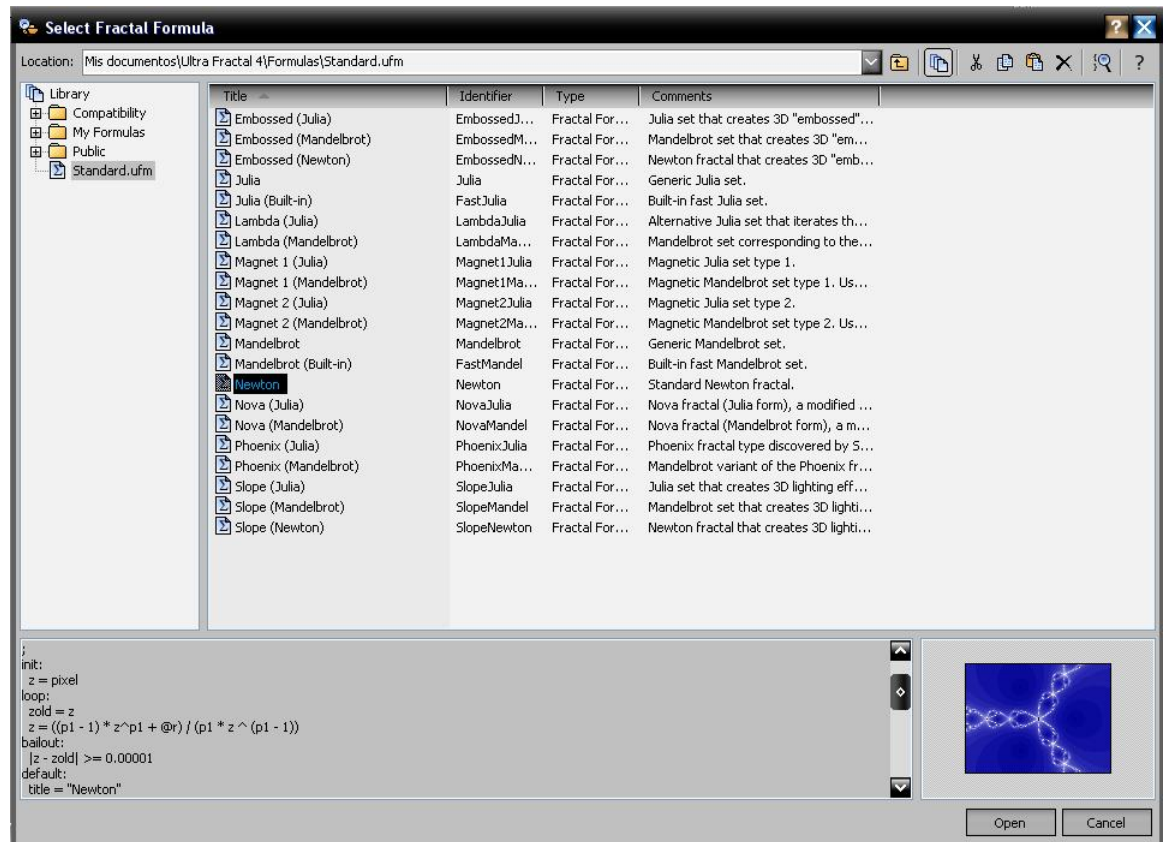 Select Fractal Formula
Location: Mis documentos\Ultra Fractal 4\Formulas\Standard.ufm
Library
Compatibility
My Formulas
Public
Standard.ufm
Title Identifier Type Comments
Embossed (Julia) EmbossedJ... Fractal For... Julia set that creates 3D "embossed"...
Embossed (Mandelbrot) EmbossedM... Fractal For... Mandelbrot set that creates 3D "em...
Embossed (Newton) EmbossedN... Fractal For... Newton fractal that creates 3D "emb...
Julia Julia Fractal For... Generic Julia set.
Julia (Built-in) FastJulia Fractal For... Built-in fast Julia set.
Lambda (Julia) LambdaJulia Fractal For... Alternative Julia set that iterates th...
Lambda (Mandelbrot) LambdaMa... Fractal For... Mandelbrot set corresponding to the...
Magnet 1 (Julia) Magnet1Julia Fractal For... Magnetic Julia set type 1.
Magnet 1 (Mandelbrot) Magnet1Ma... Fractal For... Magnetic Mandelbrot set type 1. Us...
Magnet 2 (Julia) Magnet2Julia Fractal For... Magnetic Julia set type 2.
Magnet 2 (Mandelbrot) Magnet2Ma... Fractal For... Magnetic Mandelbrot set type 2. Us...
Mandelbrot Mandelbrot Fractal For... Generic Mandelbrot set.
Mandelbrot (Built-in) FastMandel Fractal For... Built-in fast Mandelbrot set.
Newton Newton Fractal For... Standard Newton fractal.
Nova (Julia) NovaJulia Fractal For... Nova fractal (Julia form), a modified ...
Nova (Mandelbrot) NovaMandel Fractal For... Nova fractal (Mandelbrot form), a m...
Phoenix (Julia) PhoenixJulia Fractal For... Phoenix fractal type discovered by S...
Phoenix (Mandelbrot) PhoenixMa... Fractal For... Mandelbrot variant of the Phoenix fr...
Slope (Julia) SlopeJulia Fractal For... Julia set that creates 3D lighting eff...
Slope (Mandelbrot) SlopeMandel Fractal For... Mandelbrot set that creates 3D lighti...
Slope (Newton) SlopeNewton Fractal For... Newton fractal that creates 3D lighti...
;
init:
z = pixel
loop:
zold = z
z = ((p1 - 1) * z^p1 + @r) / (p1 * z ^ (p1 - 1))
bailout:
|z - zold| >= 0.00001
default:
title = "Newton"
Open Cancel